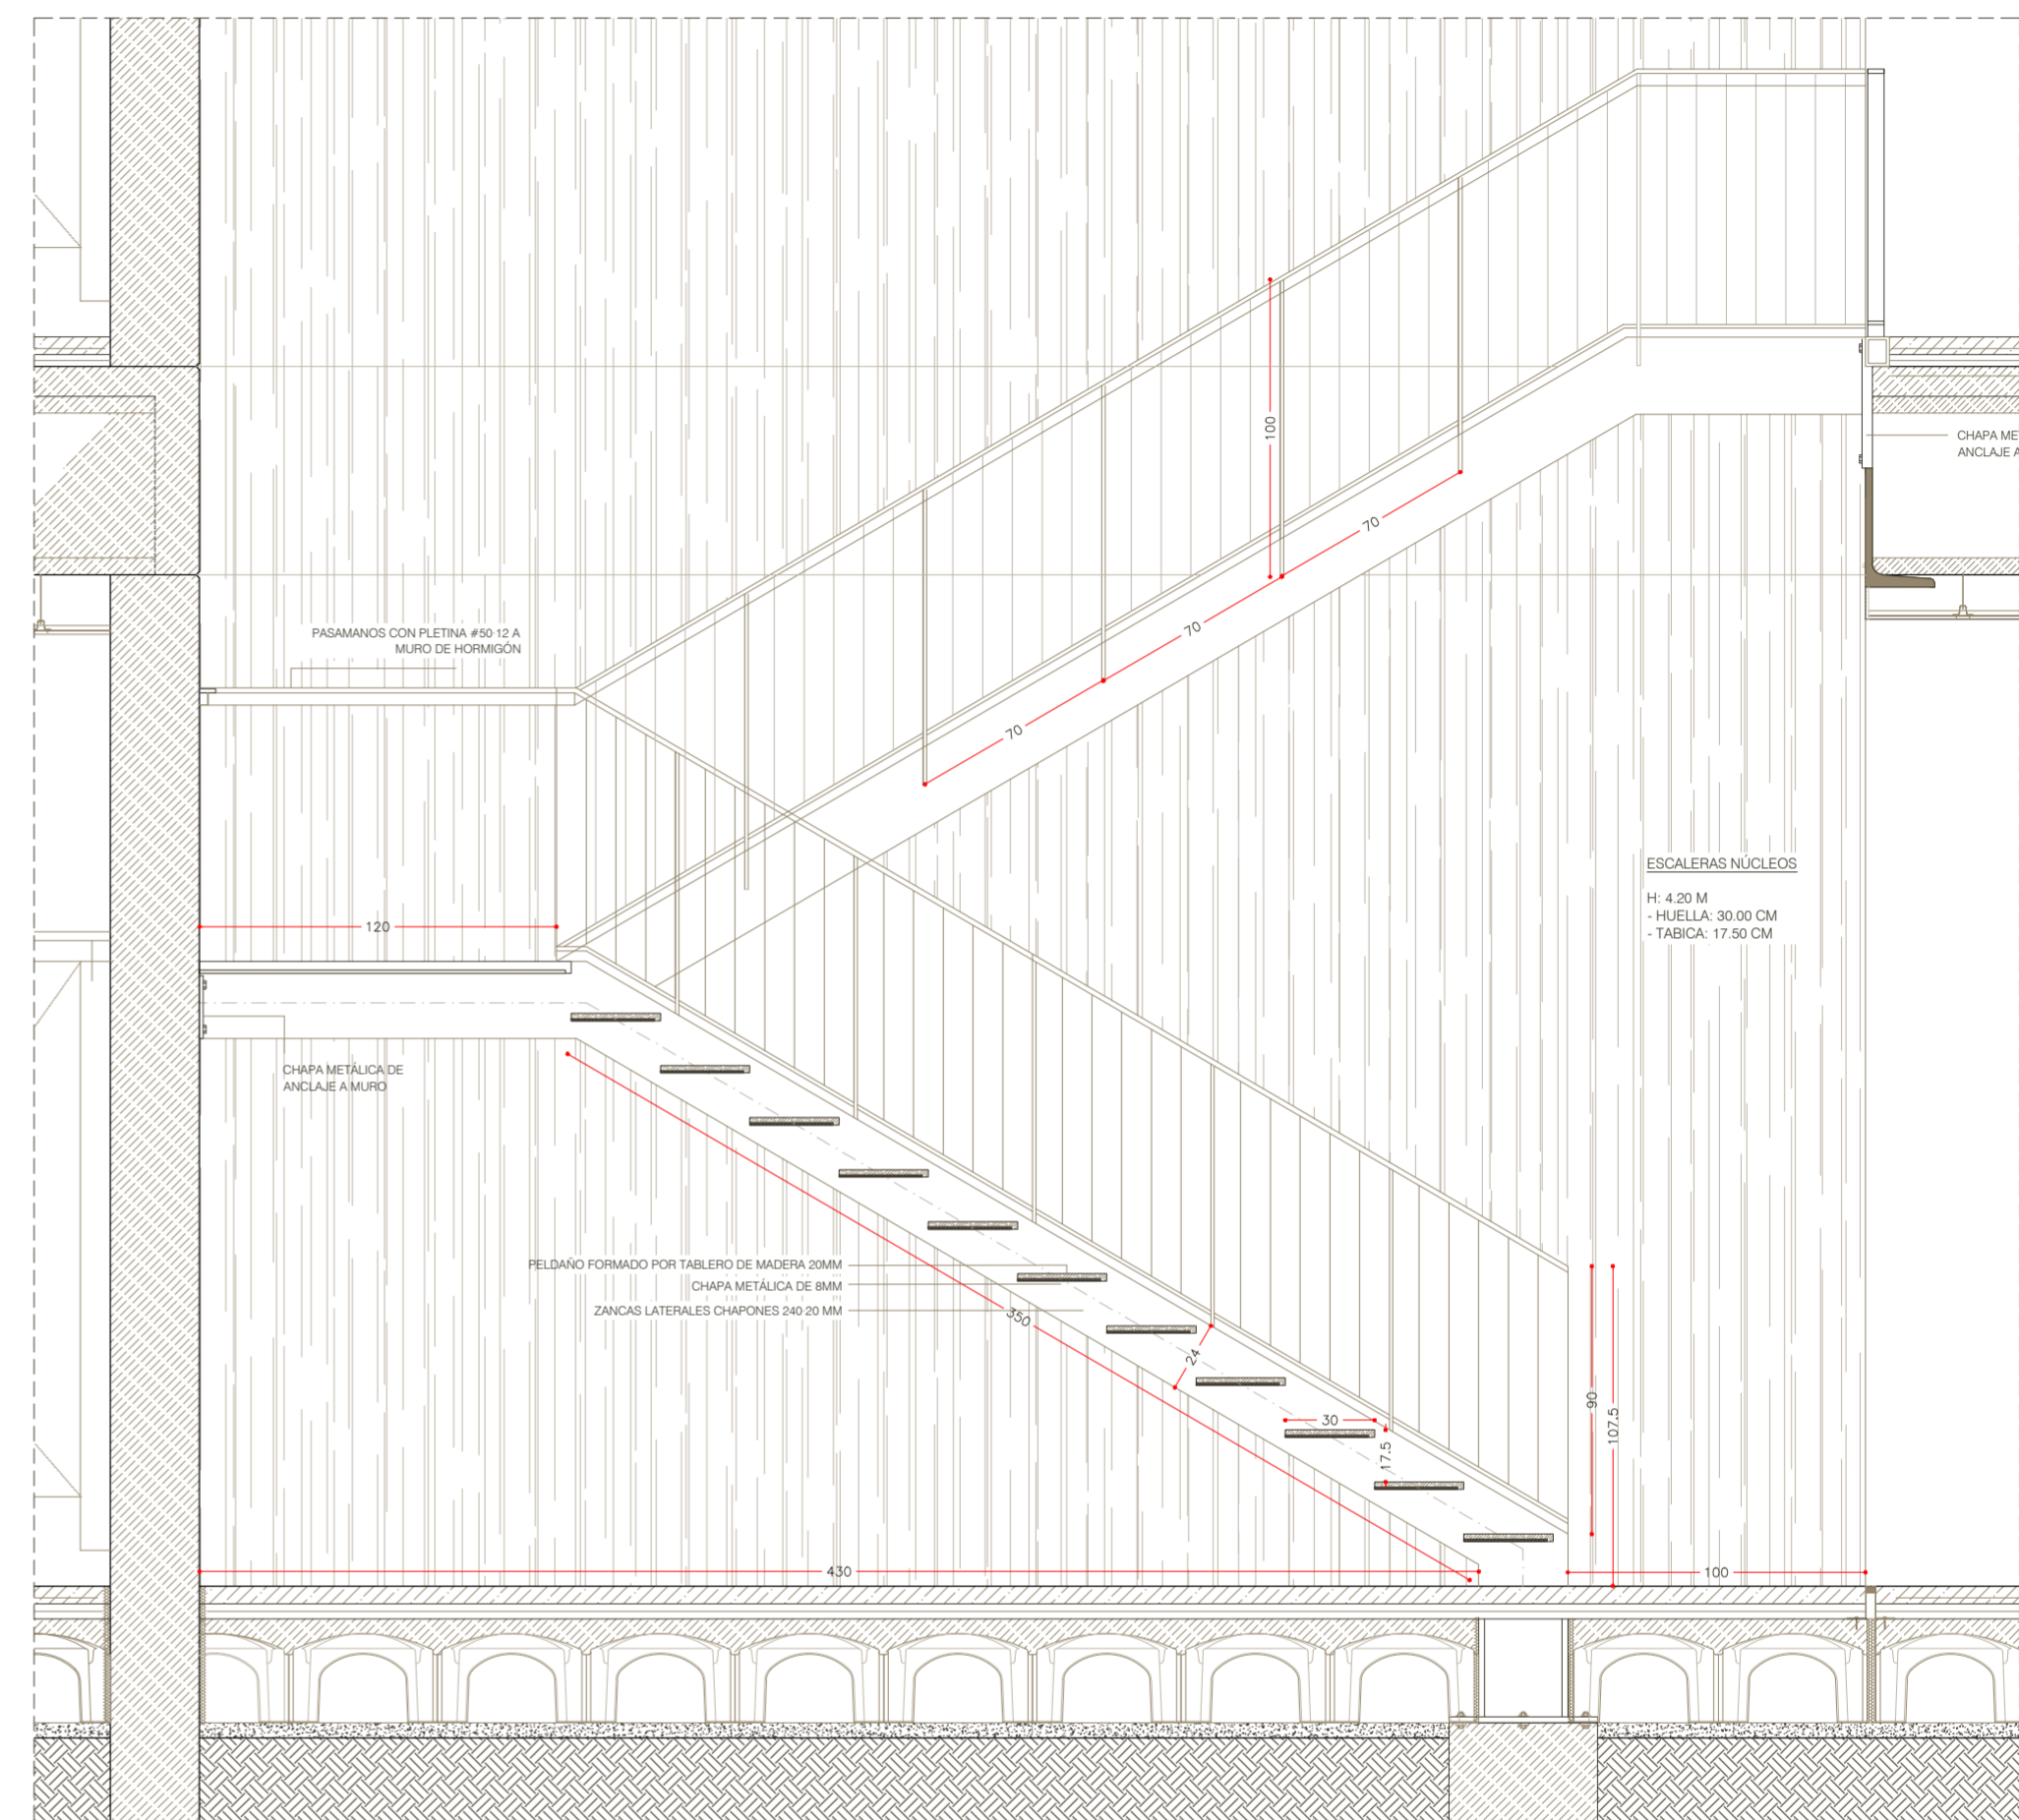 100
70
CHAPA ME
ANCLAJE A
70
PASAMANOS CON PLETINA #50·12 A
MURO DE HORMIGÓN
70
ESCALERAS NÚCLEOS
H: 4.20 M
- HUELLA: 30.00 CM
- TABICA: 17.50 CM
120
CHAPA METÁLICA DE
ANCLAJE A MURO
PELDAÑO FORMADO POR TABLERO DE MADERA 20MM
CHAPA METÁLICA DE 8MM
ZANCAS LATERALES CHAPONES 240·20 MM
350
24
90
30
107.5
17.5
430
100